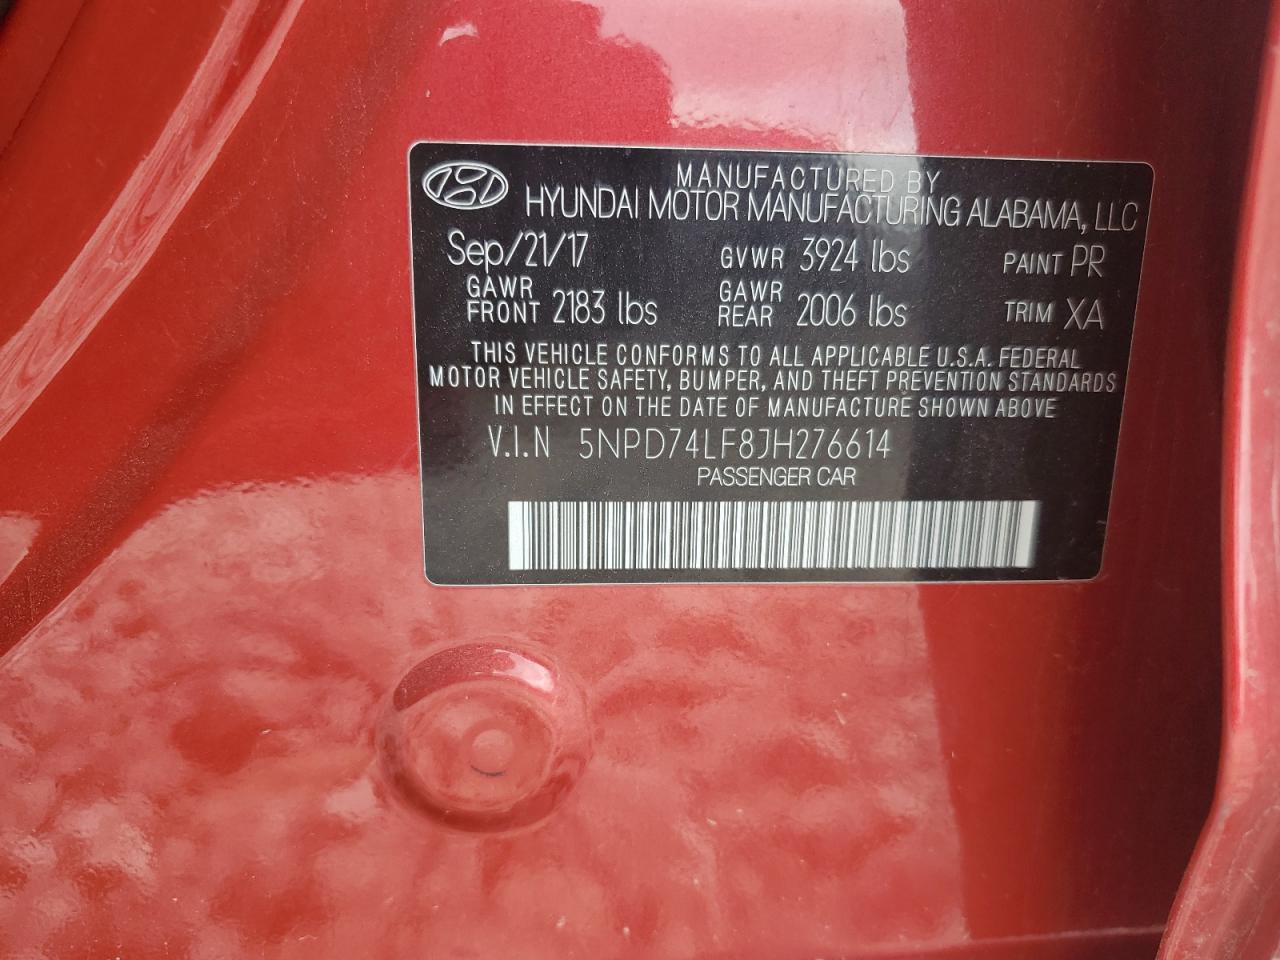 MANUFACTURED BY
HYUNDAI MOTOR MANUFACTURING ALABAMA, LLC
Sep/21/17 GVWR 3924 lbs PAINT PR
GAWR FRONT 2183 lbs GAWR REAR 2006 lbs TRIM XA
THIS VEHICLE CONFORMS TO ALL APPLICABLE U.S.A. FEDERAL
MOTOR VEHICLE SAFETY, BUMPER, AND THEFT PREVENTION STANDARDS
IN EFFECT ON THE DATE OF MANUFACTURE SHOWN ABOVE
V.I.N 5NPD74LF8JH276614
PASSENGER CAR